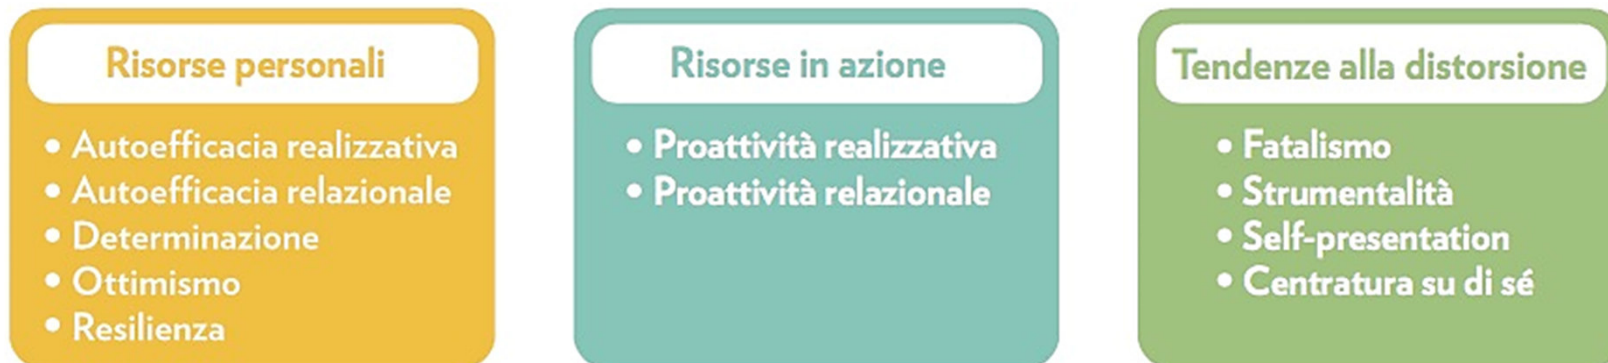 Risorse personali
• Autoefficacia realizzativa
• Autoefficacia relazionale
• Determinazione
• Ottimismo
• Resilienza
Risorse in azione
• Proattività realizzativa
• Proattività relazionale
Tendenze alla distorsione
• Fatalismo
• Strumentalità
• Self-presentation
• Centratura su di sé